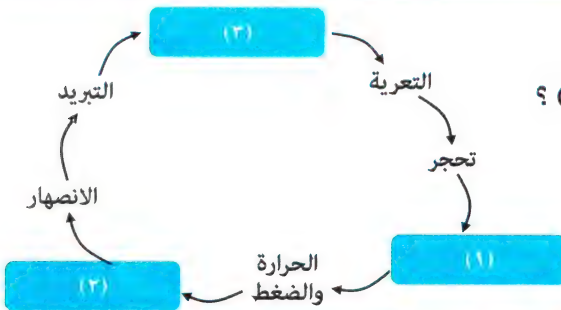 (٣)
التعرية
التبريد
) ؟
تحجر
الانصهار
(١)
الحرارة
والضغط
(٢)